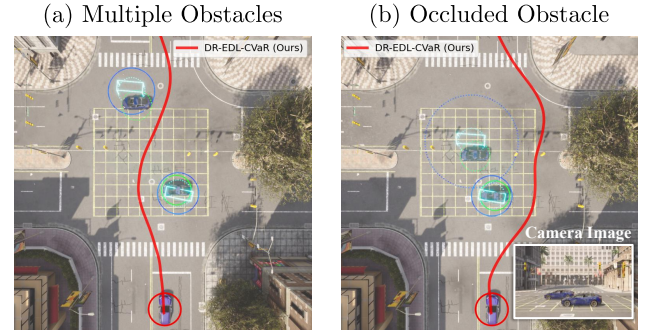 (a) Multiple Obstacles
DR-EDL-CVaR (Ours)
(b) Occluded Obstacle
DR-EDL-CVaR (Ours)
Camera Image